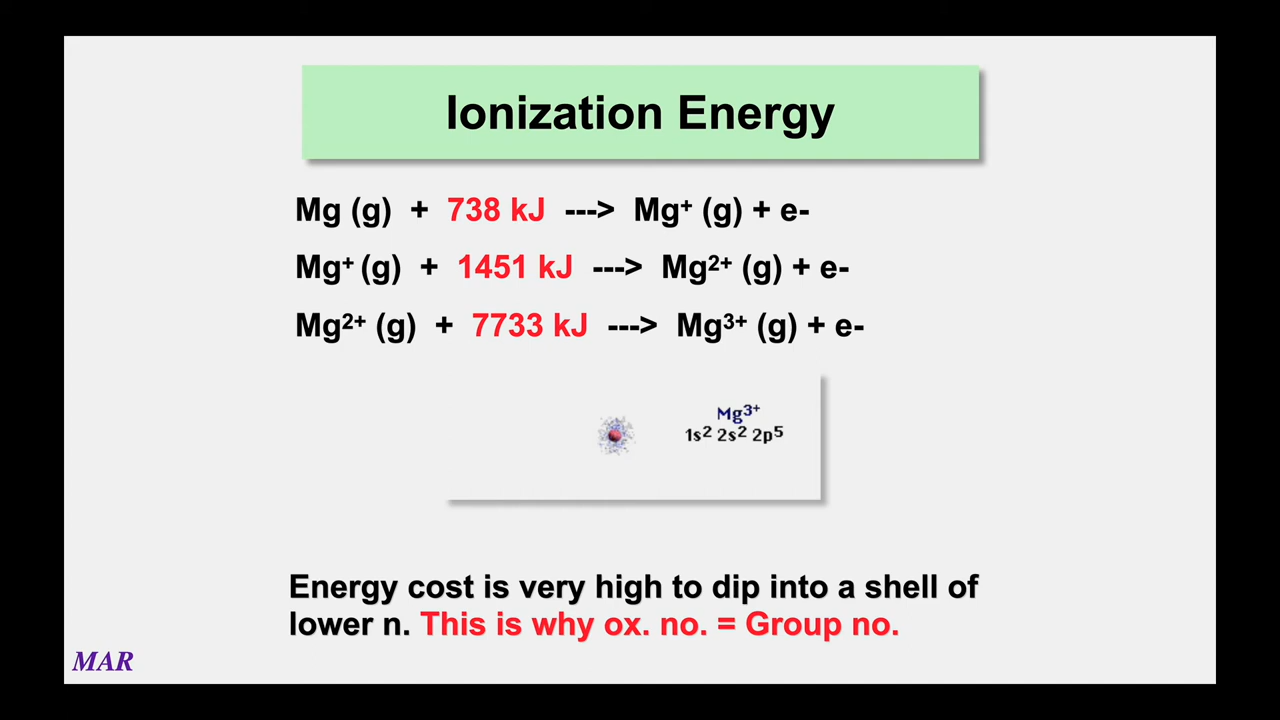 Ionization Energy
Mg (g) + 738 kJ ---> Mg⁺ (g) + e-
Mg⁺ (g) + 1451 kJ ---> Mg²⁺ (g) + e-
Mg²⁺ (g) + 7733 kJ ---> Mg³⁺ (g) + e-
Mg³⁺
1s² 2s² 2p⁵
Energy cost is very high to dip into a shell of
lower n. This is why ox. no. = Group no.
MAR